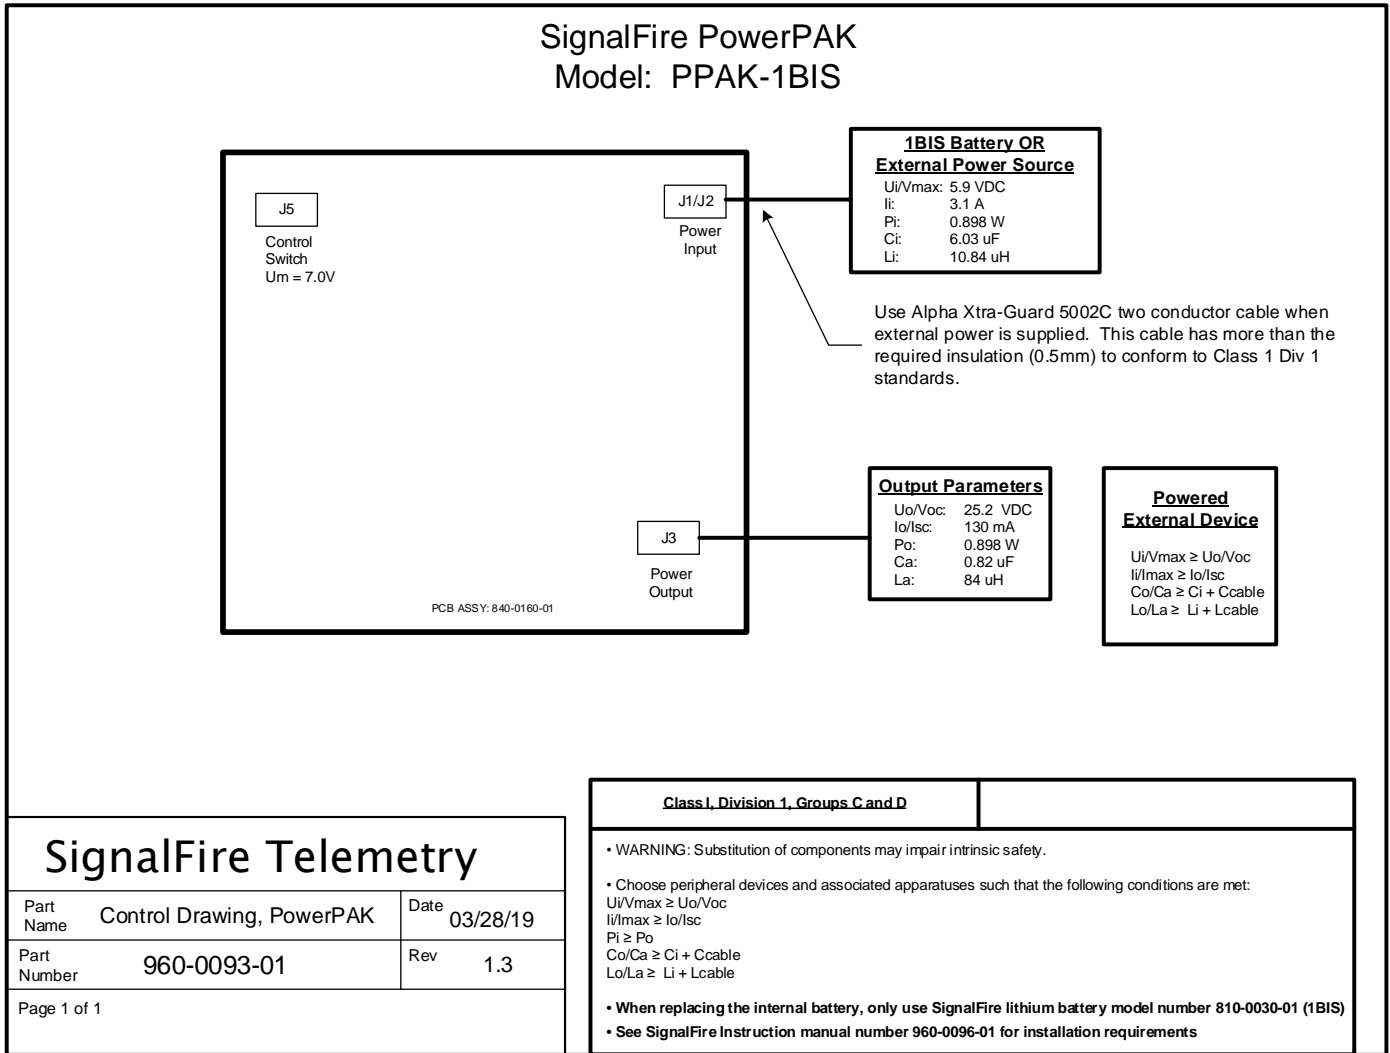 SignalFire PowerPAK
Model: PPAK-1BIS
J5
Control
Switch
Um = 7.0V
J1/J2
Power
Input
1BIS Battery OR
External Power Source
Ui/Vmax: 5.9 VDC
Ii: 3.1 A
Pi: 0.898 W
Ci: 6.03 uF
Li: 10.84 uH
Use Alpha Xtra-Guard 5002C two conductor cable when
external power is supplied. This cable has more than the
required insulation (0.5mm) to conform to Class 1 Div 1
standards.
J3
Power
Output
PCB ASSY: 840-0160-01
Output Parameters
Uo/Voc: 25.2 VDC
Io/Isc: 130 mA
Po: 0.898 W
Ca: 0.82 uF
La: 84 uH
Powered
External Device
Ui/Vmax ≥ Uo/Voc
Ii/Imax ≥ Io/Isc
Co/Ca ≥ Ci + Ccable
Lo/La ≥ Li + Lcable
SignalFire Telemetry
Part Name Control Drawing, PowerPAK Date 03/28/19
Part Number 960-0093-01 Rev 1.3
Page 1 of 1
Class I, Division 1, Groups C and D
• WARNING: Substitution of components may impair intrinsic safety.
• Choose peripheral devices and associated apparatuses such that the following conditions are met:
Ui/Vmax ≥ Uo/Voc
Ii/Imax ≥ Io/Isc
Pi ≥ Po
Co/Ca ≥ Ci + Ccable
Lo/La ≥ Li + Lcable
• When replacing the internal battery, only use SignalFire lithium battery model number 810-0030-01 (1BIS)
• See SignalFire Instruction manual number 960-0096-01 for installation requirements